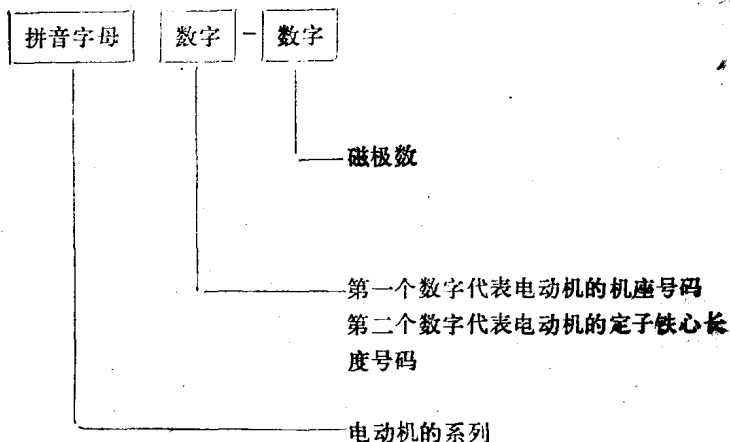 拼音字母 数字 - 数字
磁极数
第一个数字代表电动机的机座号码
第二个数字代表电动机的定子铁心长
度号码
电动机的系列